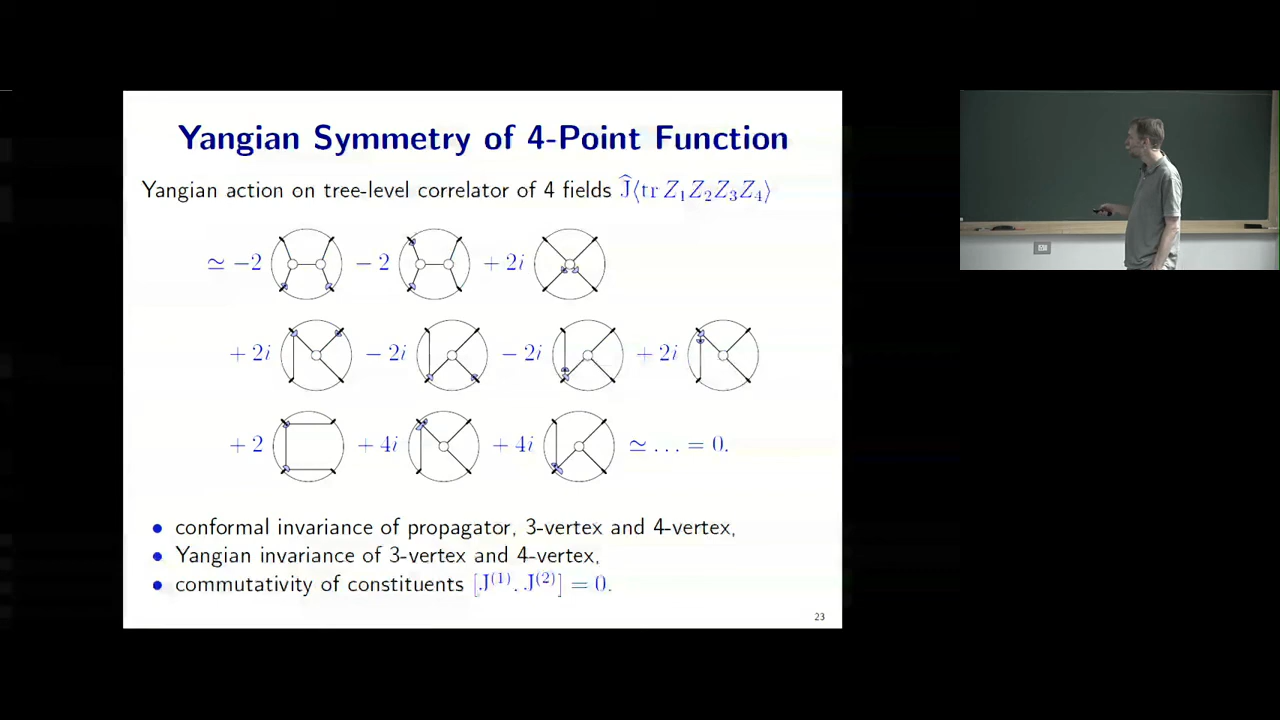 Yangian Symmetry of 4-Point Function
Yangian action on tree-level correlator of 4 fields Ĵ⟨tr Z₁Z₂Z₃Z₄⟩
≃ −2 − 2 + 2i
+ 2i − 2i − 2i + 2i
+ 2 + 4i + 4i ≃ … = 0.
• conformal invariance of propagator, 3-vertex and 4-vertex,
• Yangian invariance of 3-vertex and 4-vertex,
• commutativity of constituents [J⁽¹⁾, J⁽²⁾] = 0.
23